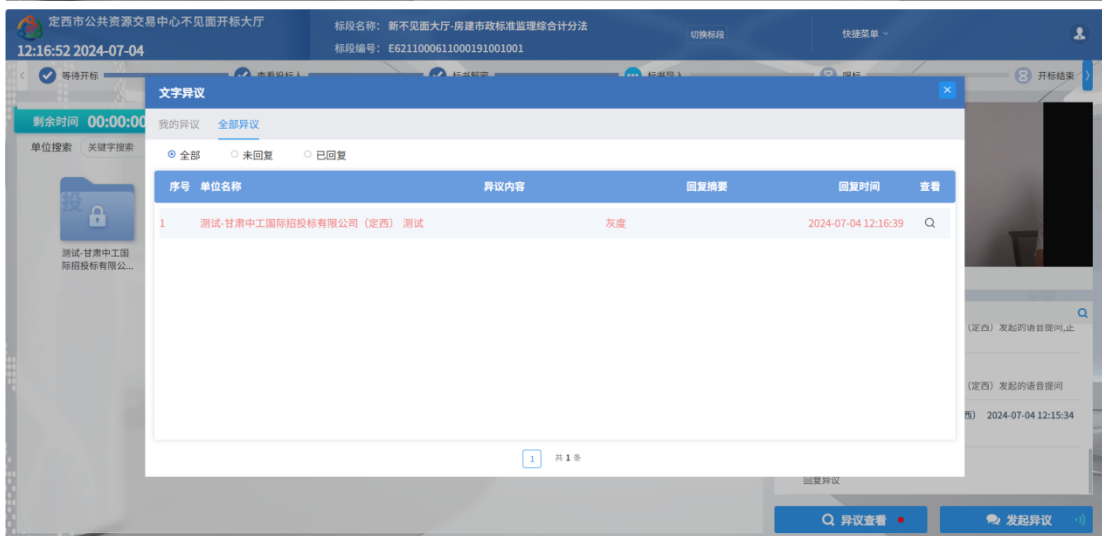 定西市公共资源交易中心不见面开标大厅
12:16:52 2024-07-04
标段名称： 新不见面大厅-房建市政标准监理综合计分法
标段编号： E6211000611000191001001
切换标段
快捷菜单
等待开标
开标结束
剩余时间 00:00:00
单位搜索 关键字搜索
投
测试-甘肃中工国
际招投标有限公...
文字异议
我的异议 全部异议
全部 未回复 已回复
序号 单位名称 异议内容 回复摘要 回复时间 查看
1 测试-甘肃中工国际招投标有限公司（定西） 测试 灰度 2024-07-04 12:16:39
1 共 1 条
（定西）发起的语音提问,正
（定西）发起的语音提问
西） 2024-07-04 12:15:34
回复异议
异议查看
发起异议